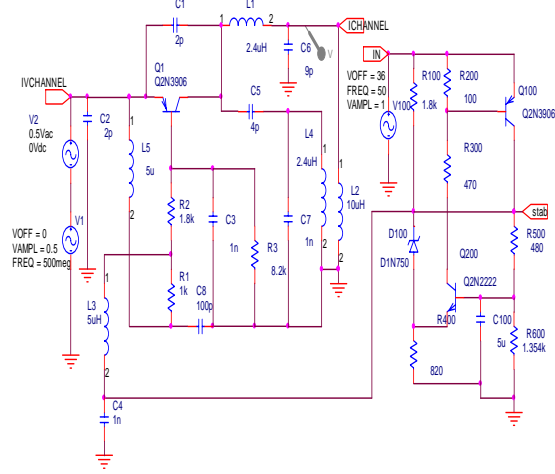 C1
2p
L1
1
2
2.4uH
ICHANNEL
C6
9p
V
IN
IVCHANNEL
Q1
Q2N3906
V2
0.5Vac
0Vdc
C2
2p
1
L5
5u
2
C5
4p
1
L4
2.4uH
2
1
L2
10uH
2
VOFF = 36
FREQ = 50
VAMPL = 1
V100
R100
1.8k
R200
100
Q100
Q2N3906
R300
470
stab
V1
VOFF = 0
VAMPL = 0.5
FREQ = 500meg
R2
1.8k
C3
1n
R3
8.2k
C7
1n
D100
D1N750
Q200
Q2N2222
R500
480
1
L3
5uH
2
R1
1k
C8
100p
R400
820
C100
5u
R600
1.354k
C4
1n